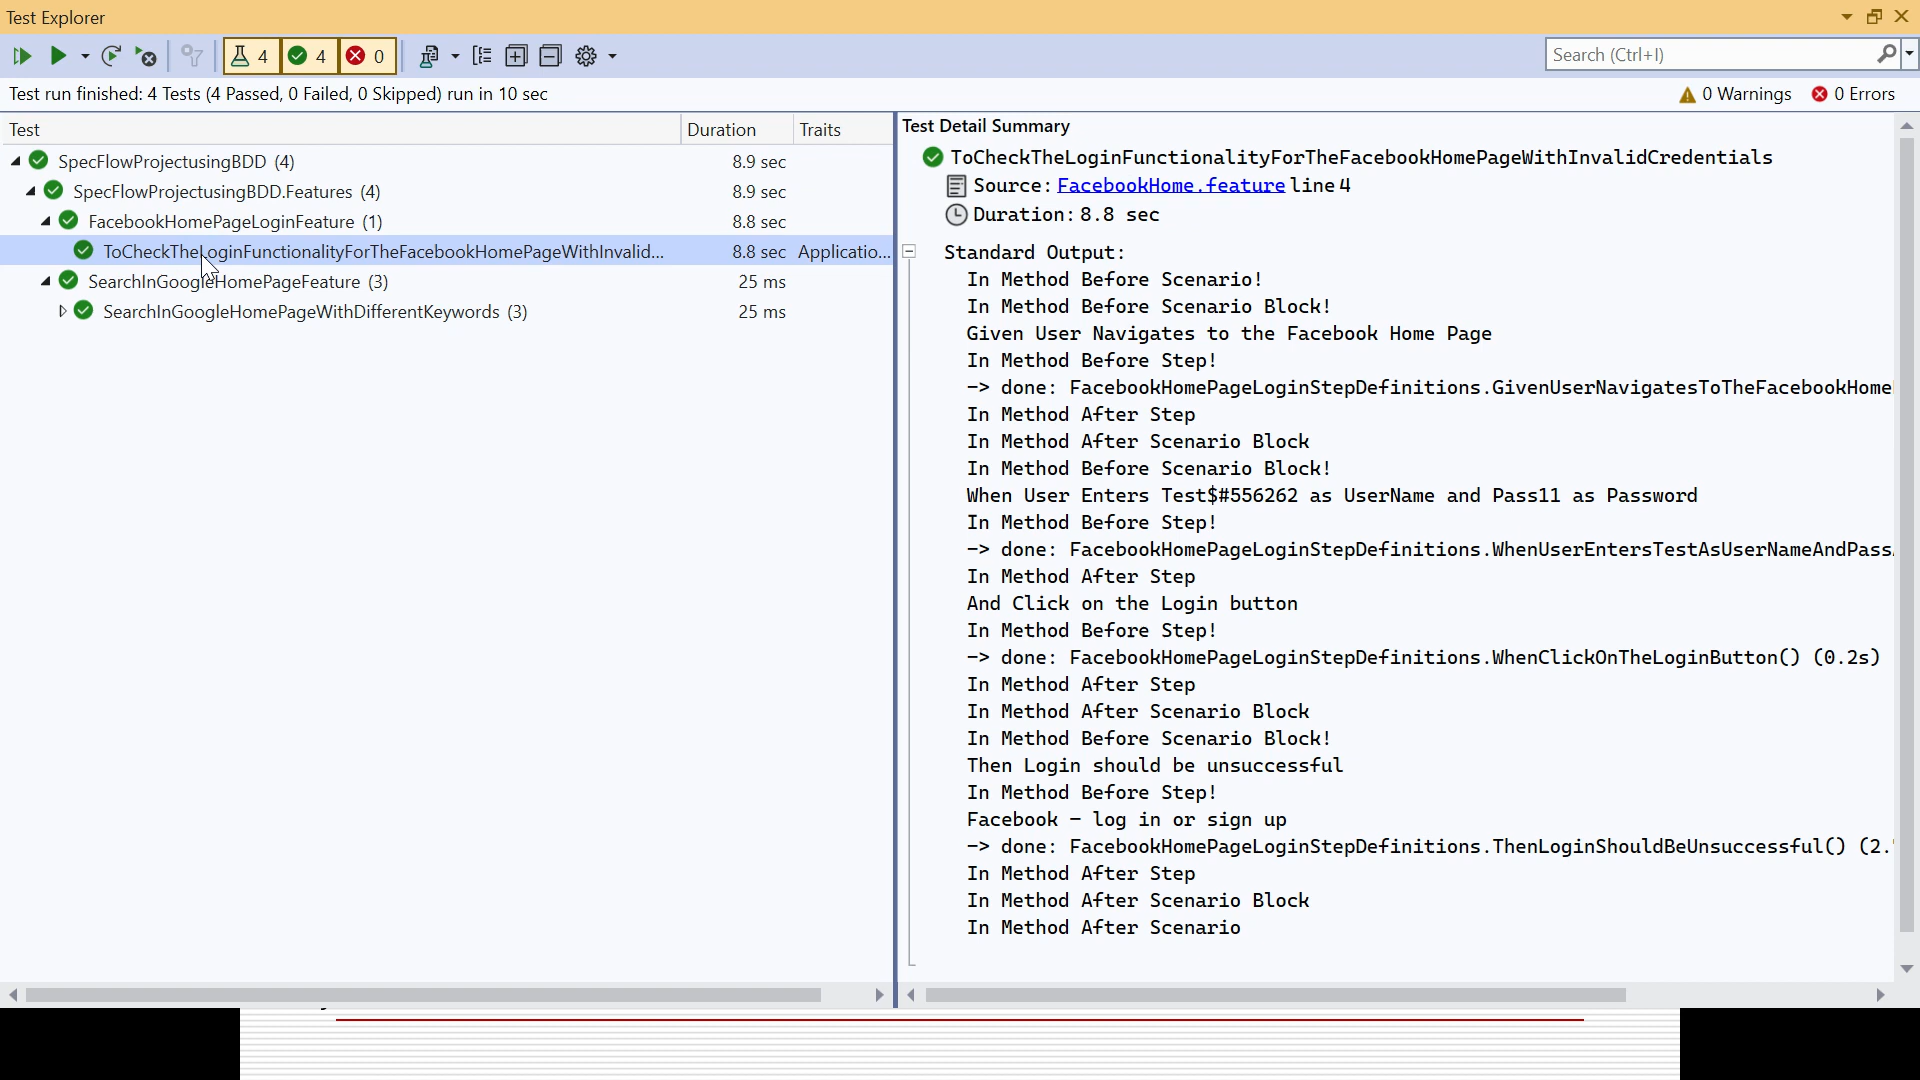 Test Explorer
4 4 0
Search (Ctrl+I)
Test run finished: 4 Tests (4 Passed, 0 Failed, 0 Skipped) run in 10 sec
0 Warnings 0 Errors
Test Duration Traits
SpecFlowProjectusingBDD (4) 8.9 sec
SpecFlowProjectusingBDD.Features (4) 8.9 sec
FacebookHomePageLoginFeature (1) 8.8 sec
ToCheckTheLoginFunctionalityForTheFacebookHomePageWithInvalid... 8.8 sec Applicatio...
SearchInGoogleHomePageFeature (3) 25 ms
SearchInGoogleHomePageWithDifferentKeywords (3) 25 ms
Test Detail Summary
ToCheckTheLoginFunctionalityForTheFacebookHomePageWithInvalidCredentials
Source: FacebookHome.feature line 4
Duration: 8.8 sec
Standard Output:
In Method Before Scenario!
In Method Before Scenario Block!
Given User Navigates to the Facebook Home Page
In Method Before Step!
-> done: FacebookHomePageLoginStepDefinitions.GivenUserNavigatesToTheFacebookHome
In Method After Step
In Method After Scenario Block
In Method Before Scenario Block!
When User Enters Test$#556262 as UserName and Pass11 as Password
In Method Before Step!
-> done: FacebookHomePageLoginStepDefinitions.WhenUserEntersTestAsUserNameAndPass
In Method After Step
And Click on the Login button
In Method Before Step!
-> done: FacebookHomePageLoginStepDefinitions.WhenClickOnTheLoginButton() (0.2s)
In Method After Step
In Method After Scenario Block
In Method Before Scenario Block!
Then Login should be unsuccessful
In Method Before Step!
Facebook – log in or sign up
-> done: FacebookHomePageLoginStepDefinitions.ThenLoginShouldBeUnsuccessful() (2.
In Method After Step
In Method After Scenario Block
In Method After Scenario